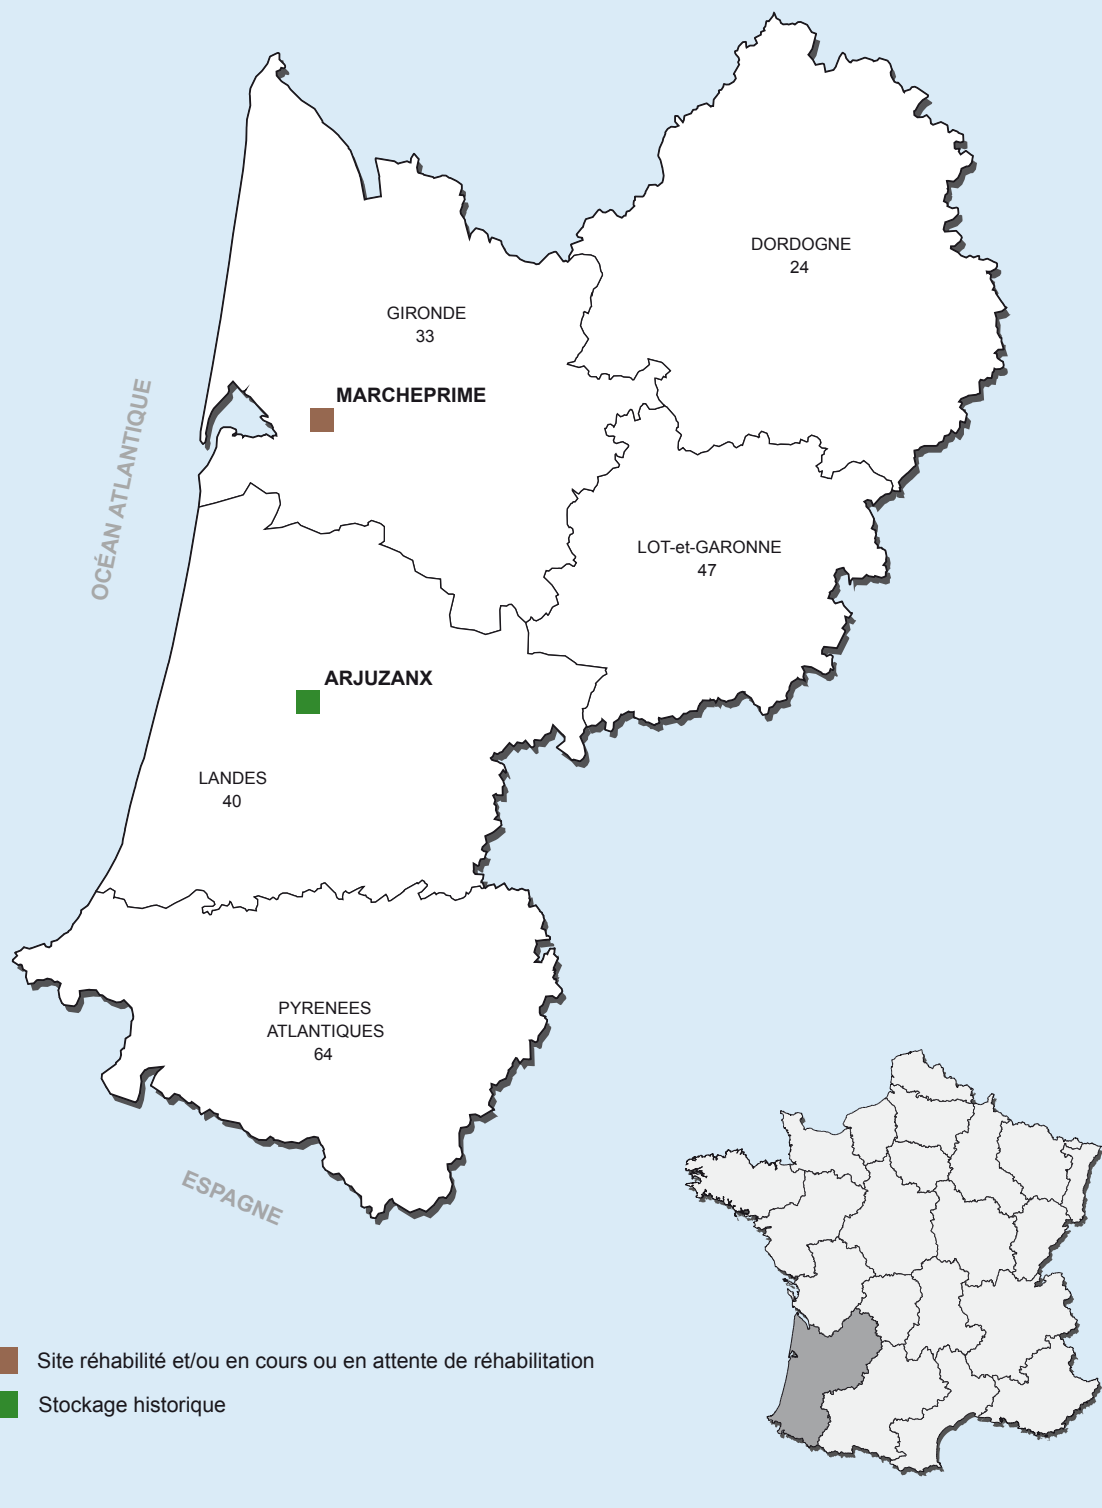 DORDOGNE
24
GIRONDE
33
MARCHEPRIME
OCÉAN ATLANTIQUE
LOT-et-GARONNE
47
ARJUZANX
LANDES
40
PYRENEES
ATLANTIQUES
64
ESPAGNE
Site réhabilité et/ou en cours ou en attente de réhabilitation
Stockage historique